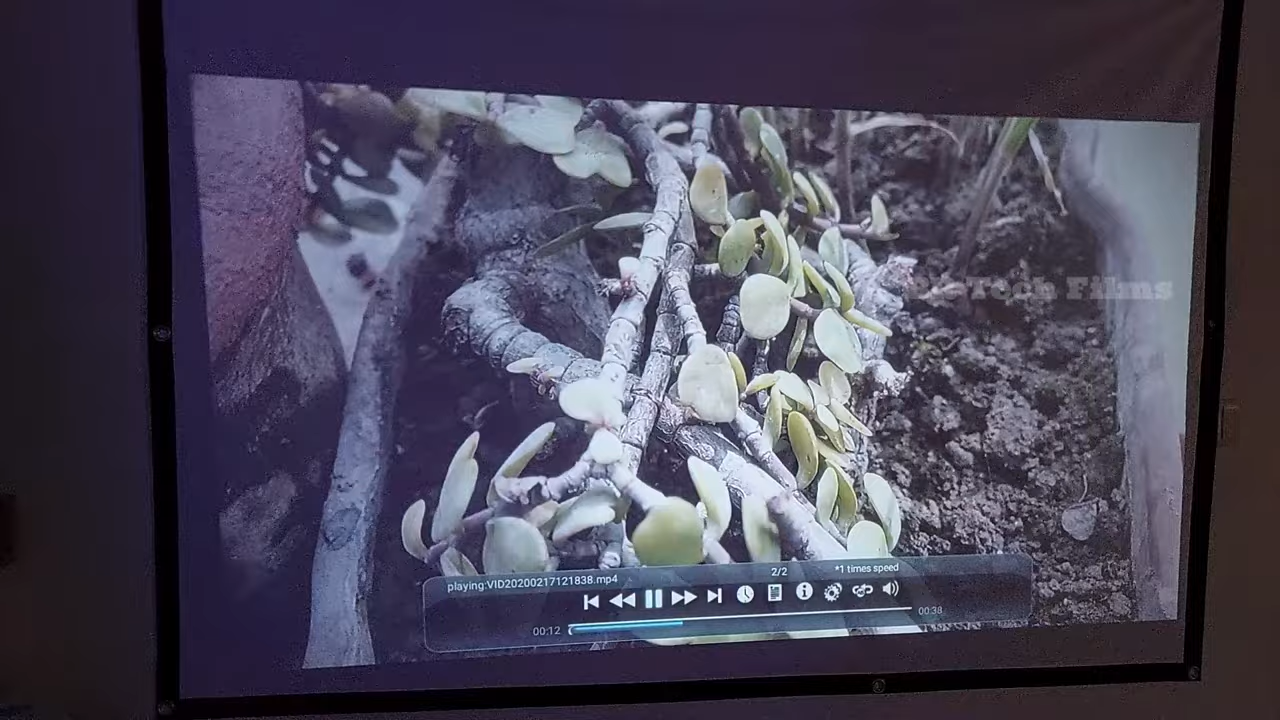 Tech Films
playing:VID20200217121838.mp4
2/2
*1 times speed
00:12
00:38